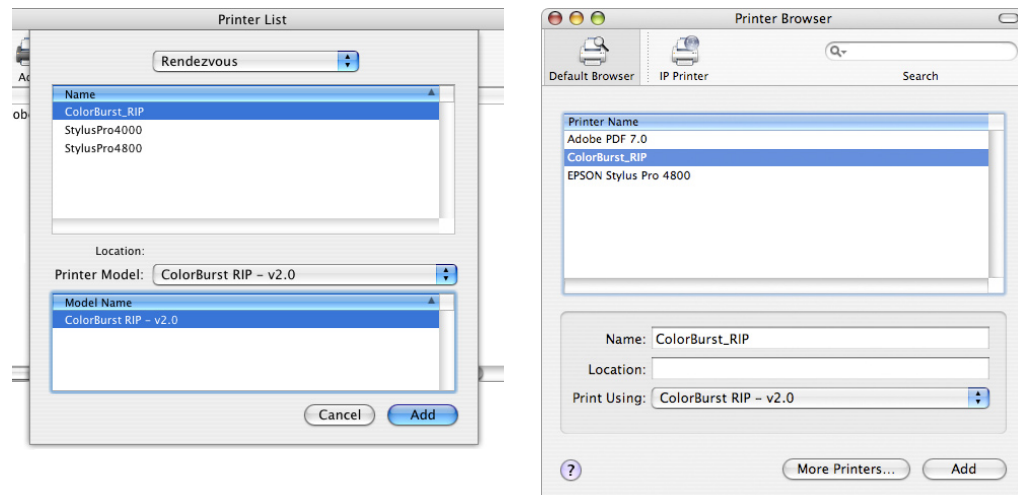 Printer List
Ad
Rendezvous
ob
Name
ColorBurst_RIP
StylusPro4000
StylusPro4800
Location:
Printer Model: ColorBurst RIP – v2.0
Model Name
ColorBurst RIP – v2.0
Cancel Add
Printer Browser
Default Browser IP Printer Search
Printer Name
Adobe PDF 7.0
ColorBurst_RIP
EPSON Stylus Pro 4800
Name: ColorBurst_RIP
Location:
Print Using: ColorBurst RIP – v2.0
? More Printers... Add